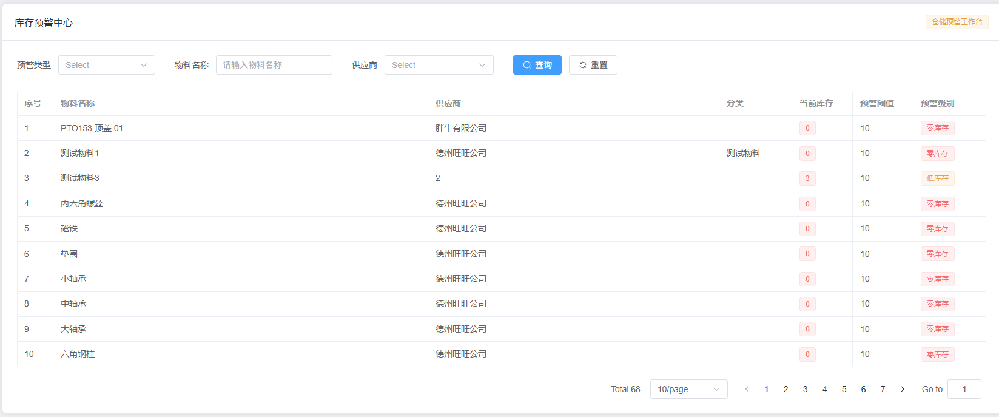 库存预警中心
仓储预警工作台
预警类型 Select 物料名称 请输入物料名称 供应商 Select 查询 重置
序号 物料名称 供应商 分类 当前库存 预警阈值 预警级别
1 PTO153 顶盖 01 胖牛有限公司 0 10 零库存
2 测试物料1 德州旺旺公司 测试物料 0 10 零库存
3 测试物料3 2 3 10 低库存
4 内六角螺丝 德州旺旺公司 0 10 零库存
5 磁铁 德州旺旺公司 0 10 零库存
6 垫圈 德州旺旺公司 0 10 零库存
7 小轴承 德州旺旺公司 0 10 零库存
8 中轴承 德州旺旺公司 0 10 零库存
9 大轴承 德州旺旺公司 0 10 零库存
10 六角钢柱 德州旺旺公司 0 10 零库存
Total 68 10/page 1 2 3 4 5 6 7 Go to 1